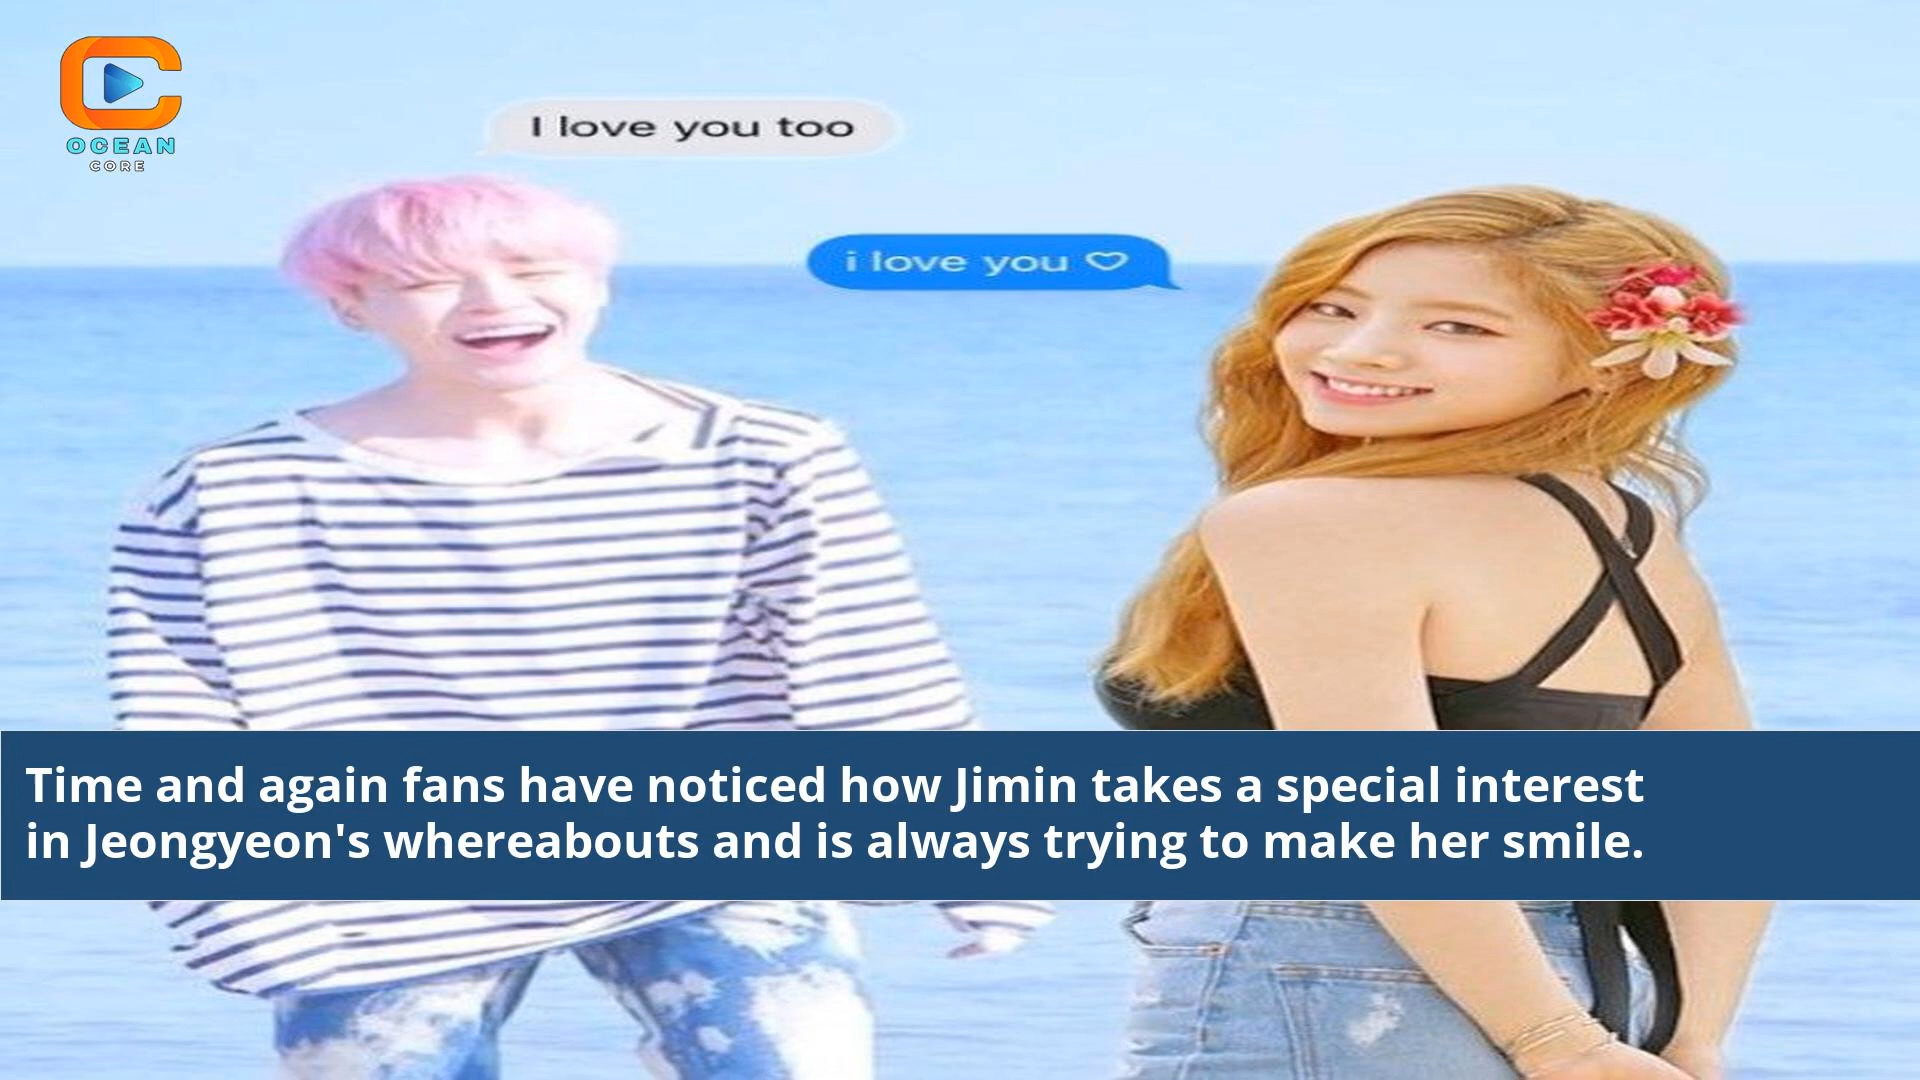 OCEAN
CORE
I love you too
i love you ♡
Time and again fans have noticed how Jimin takes a special interest
in Jeongyeon's whereabouts and is always trying to make her smile.